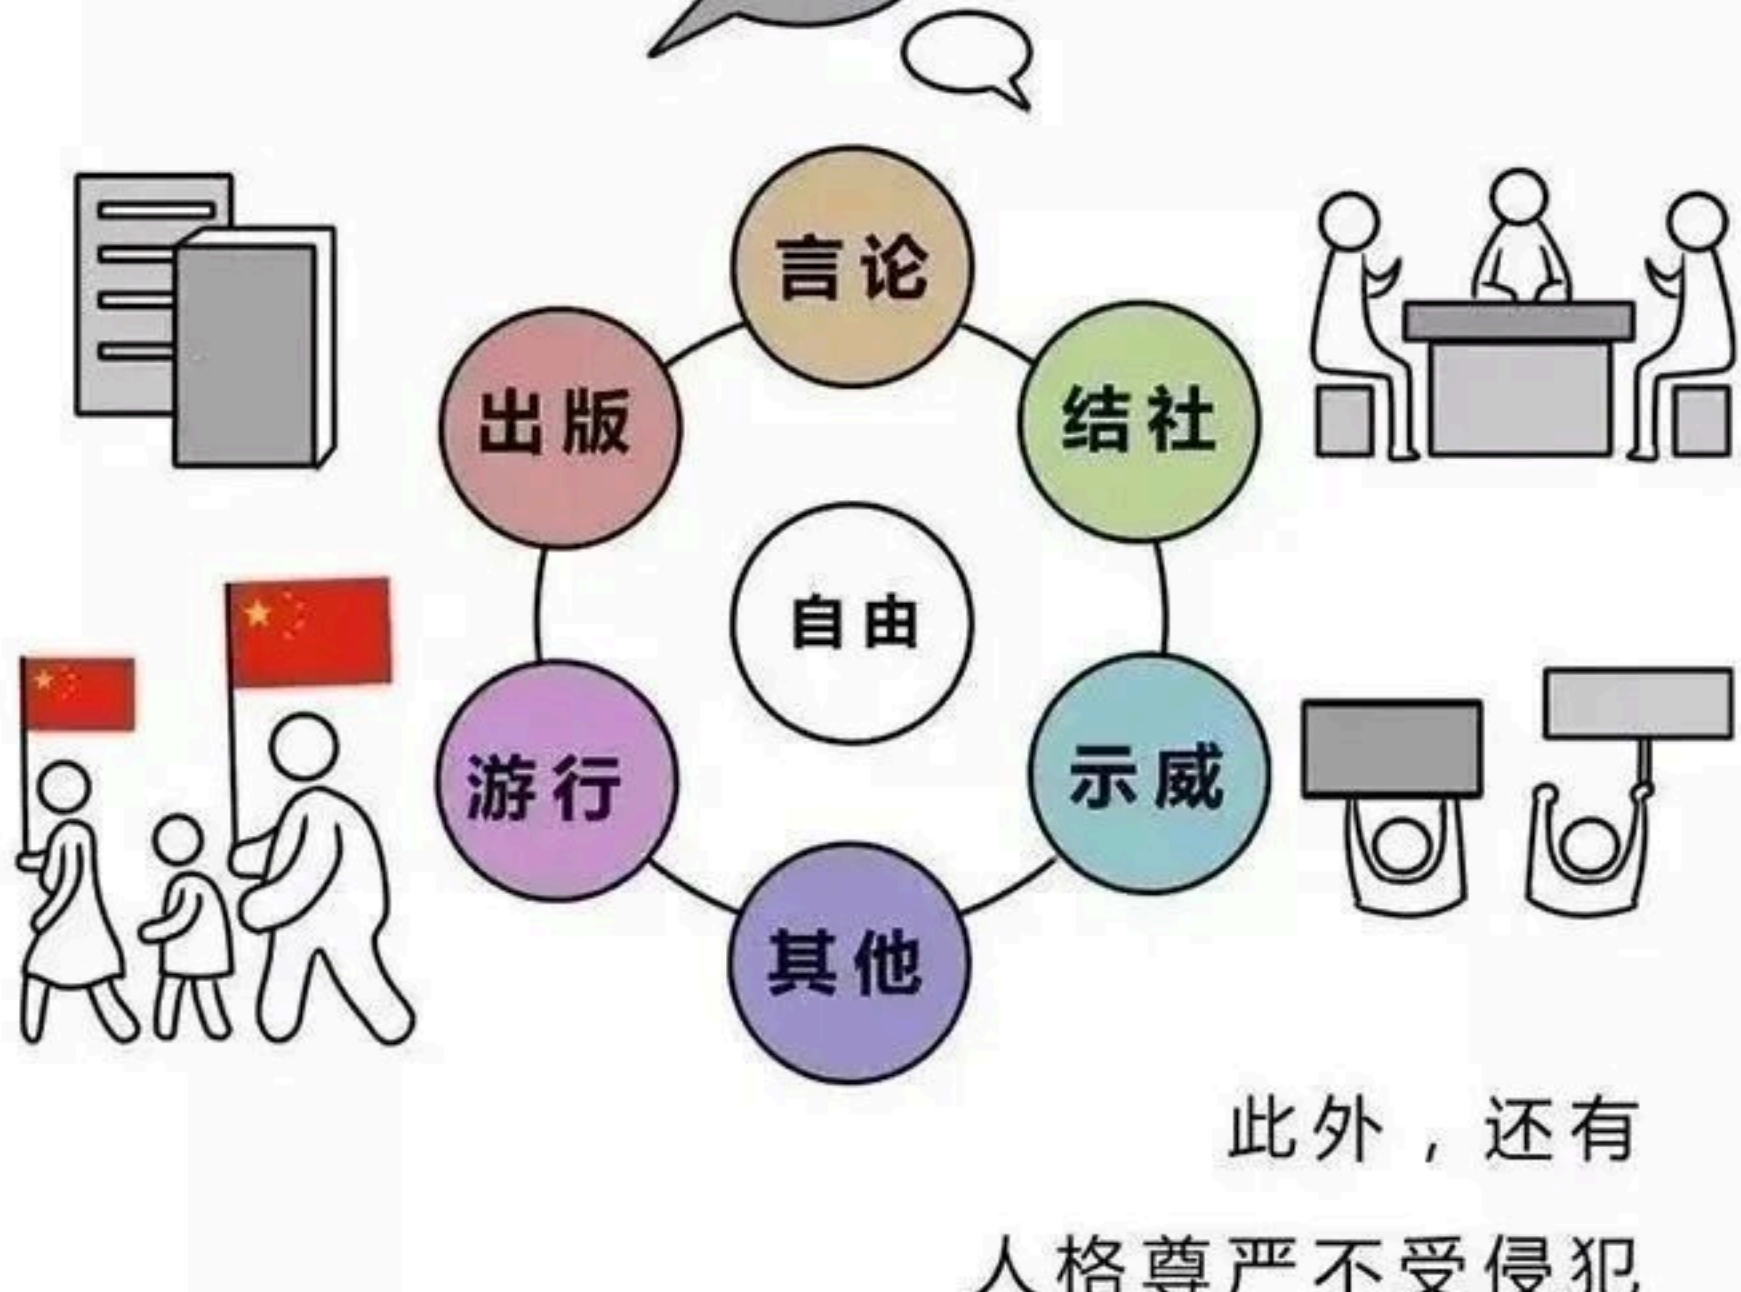 言论
出版
结社
自由
游行
示威
其他
此外，还有
人格尊严不受侵犯